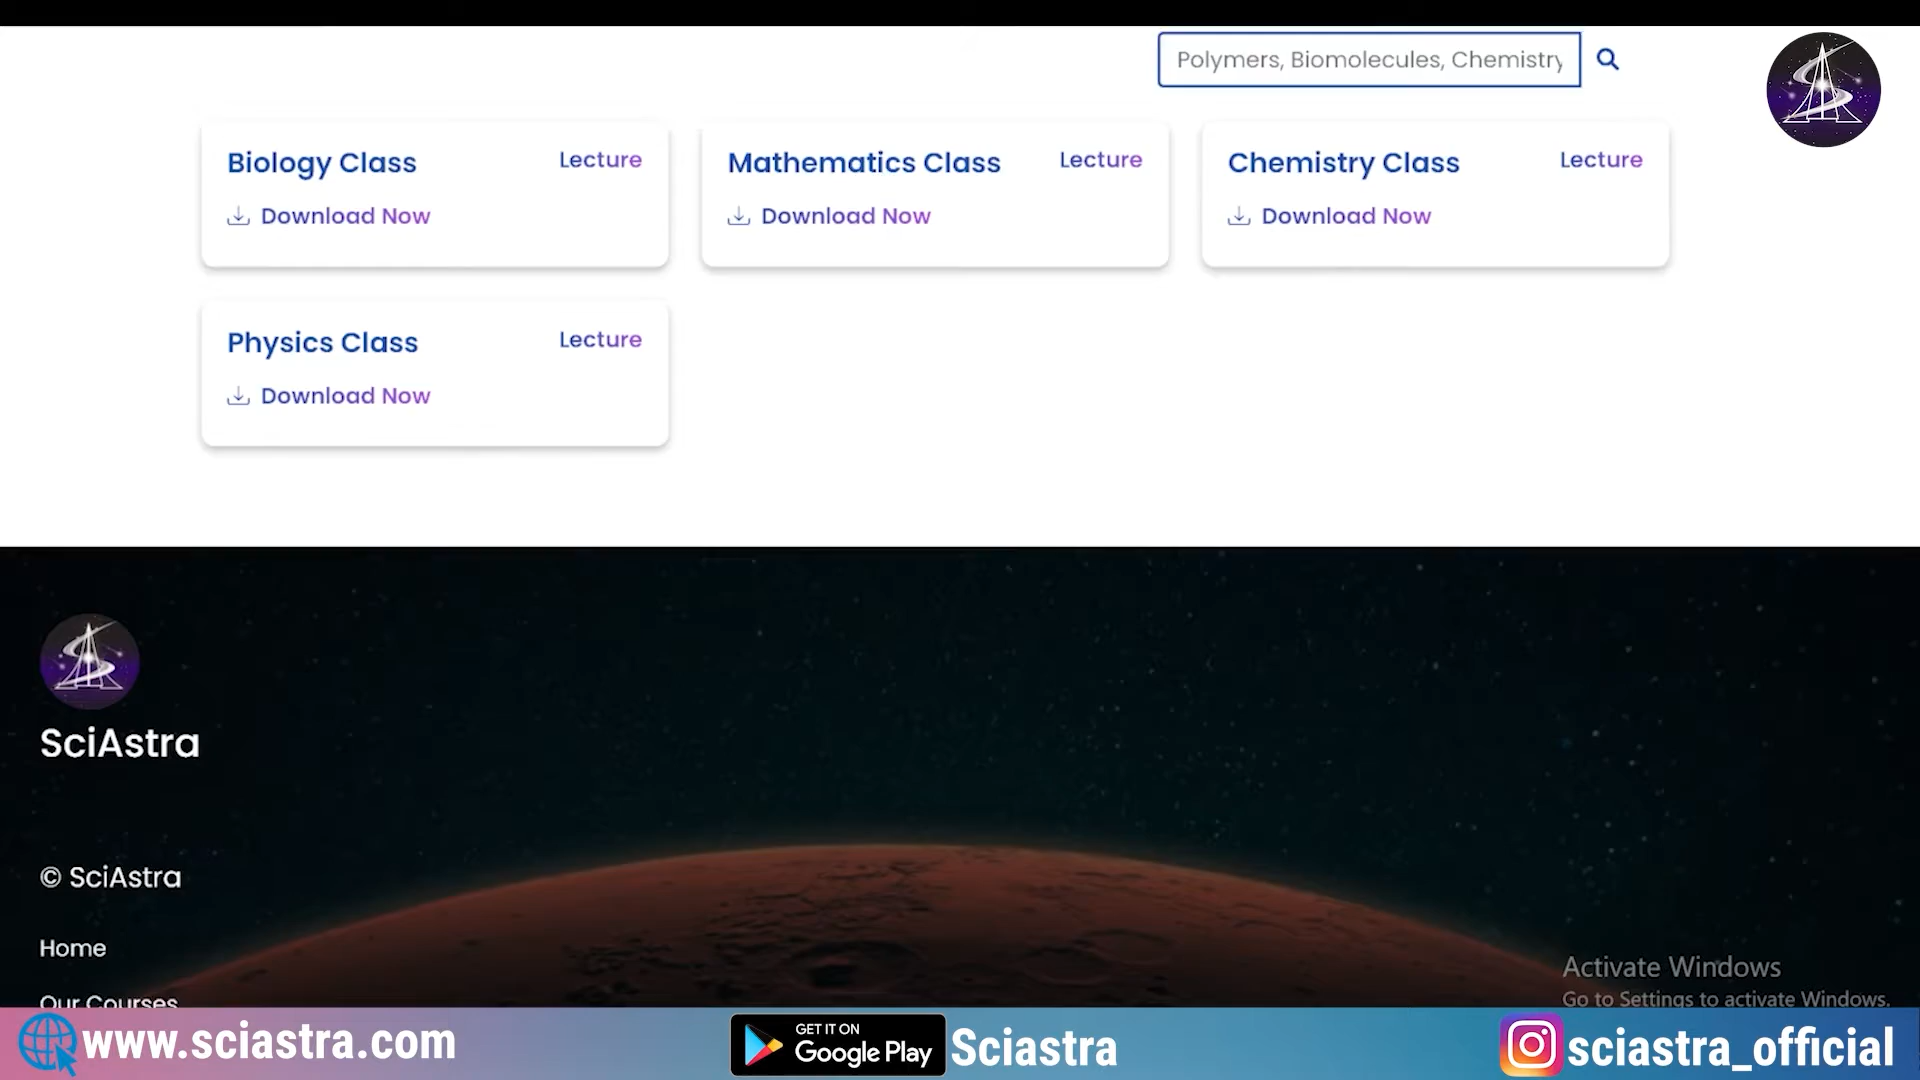 Polymers, Biomolecules, Chemistry
Biology Class
Lecture
Download Now
Mathematics Class
Lecture
Download Now
Chemistry Class
Lecture
Download Now
Physics Class
Lecture
Download Now
SciAstra
© SciAstra
Home
Our Courses
Activate Windows
Go to Settings to activate Windows.
www.sciastra.com
GET IT ON
Google Play
Sciastra
sciastra_official